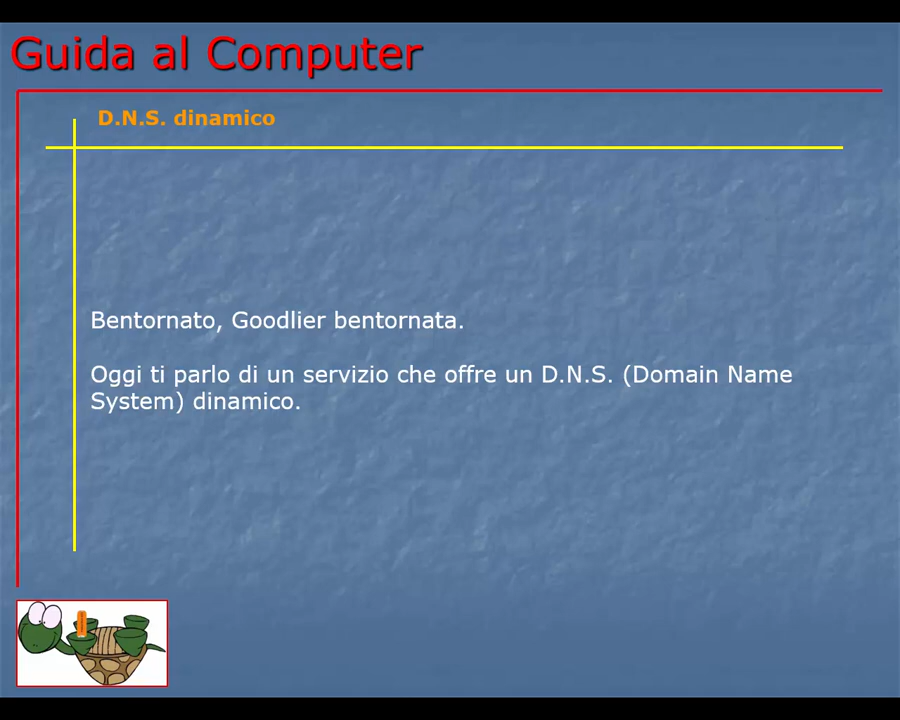 Guida al Computer
D.N.S. dinamico
Bentornato, Goodlier bentornata.
Oggi ti parlo di un servizio che offre un D.N.S. (Domain Name
System) dinamico.